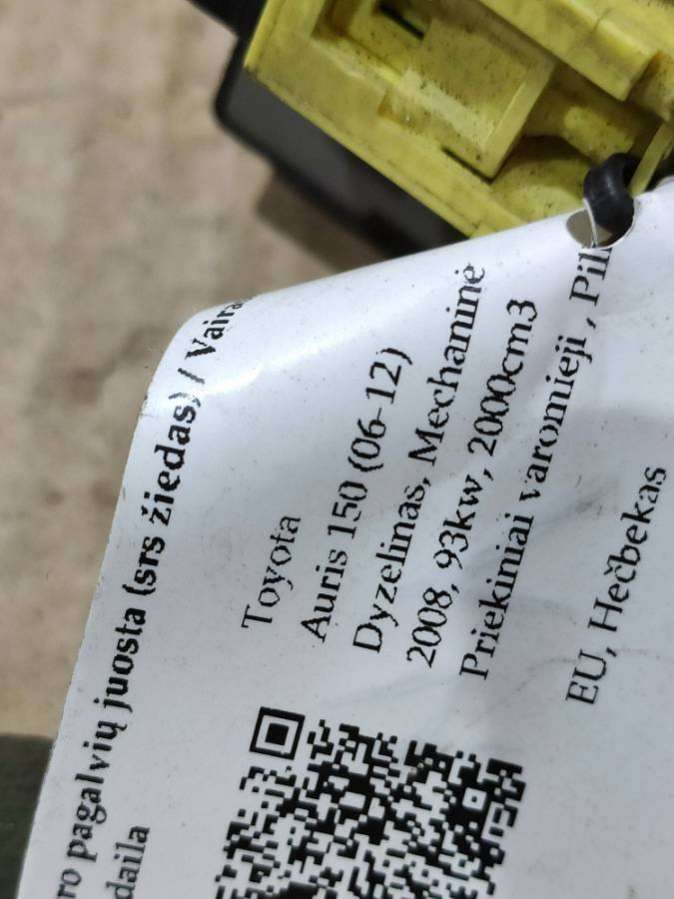 ro pagalvių juosta (srs žiedas) / Vaira
daila
Toyota
Auris 150 (06-12)
Dyzelinas, Mechaninė
2008, 93kw, 2000cm3
Priekiniai varomieji , Pil
EU, Hečbekas